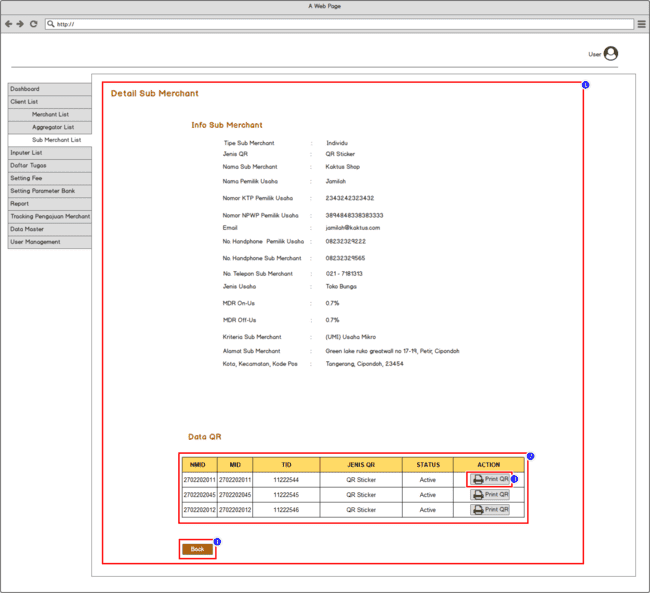 A Web Page
http://
User
Dashboard
Client List
Merchant List
Aggregator List
Sub Merchant List
Inputer List
Daftar Tugas
Setting Fee
Setting Parameter Bank
Report
Tracking Pengajuan Merchant
Data Master
User Management
1
Detail Sub Merchant
Info Sub Merchant
Tipe Sub Merchant : Individu
Jenis QR : QR Sticker
Nama Sub Merchant : Kaktus Shop
Nama Pemilik Usaha : Jamilah
Nomor KTP Pemilik Usaha : 2343242323432
Nomor NPWP Pemilik Usaha : 3894848338383333
Email : jamilah@kaktus.com
No. Handphone Pemilik Usaha : 08232329222
No. Handphone Sub Merchant : 08232329565
No. Telepon Sub Merchant : 021 - 7181313
Jenis Usaha : Toko Bunga
MDR On-Us : 0.7%
MDR Off-Us : 0.7%
Kriteria Sub Merchant : (UMI) Usaha Mikro
Alamat Sub Merchant : Green lake ruko greatwall no 17-19, Petir, Cipondoh
Kota, Kecamatan, Kode Pos : Tangerang, Cipondoh, 23454
Data QR
2
NMID MID TID JENIS QR STATUS ACTION
2702202011 2702202011 11222544 QR Sticker Active Print QR
2702202045 2702202045 11222545 QR Sticker Active Print QR
2702202012 2702202012 11222546 QR Sticker Active Print QR
Back